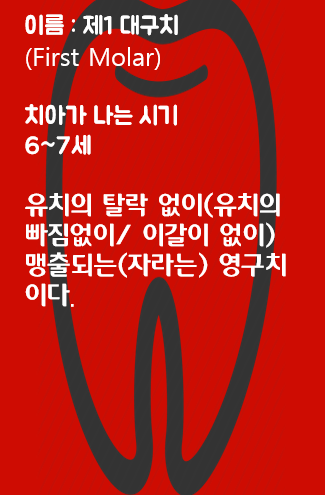 이름 : 제1 대구치
(First Molar)
치아가 나는 시기
6~7세
유치의 탈락 없이(유치의
빠짐없이/ 이갈이 없이)
맹출되는(자라는) 영구치
이다.